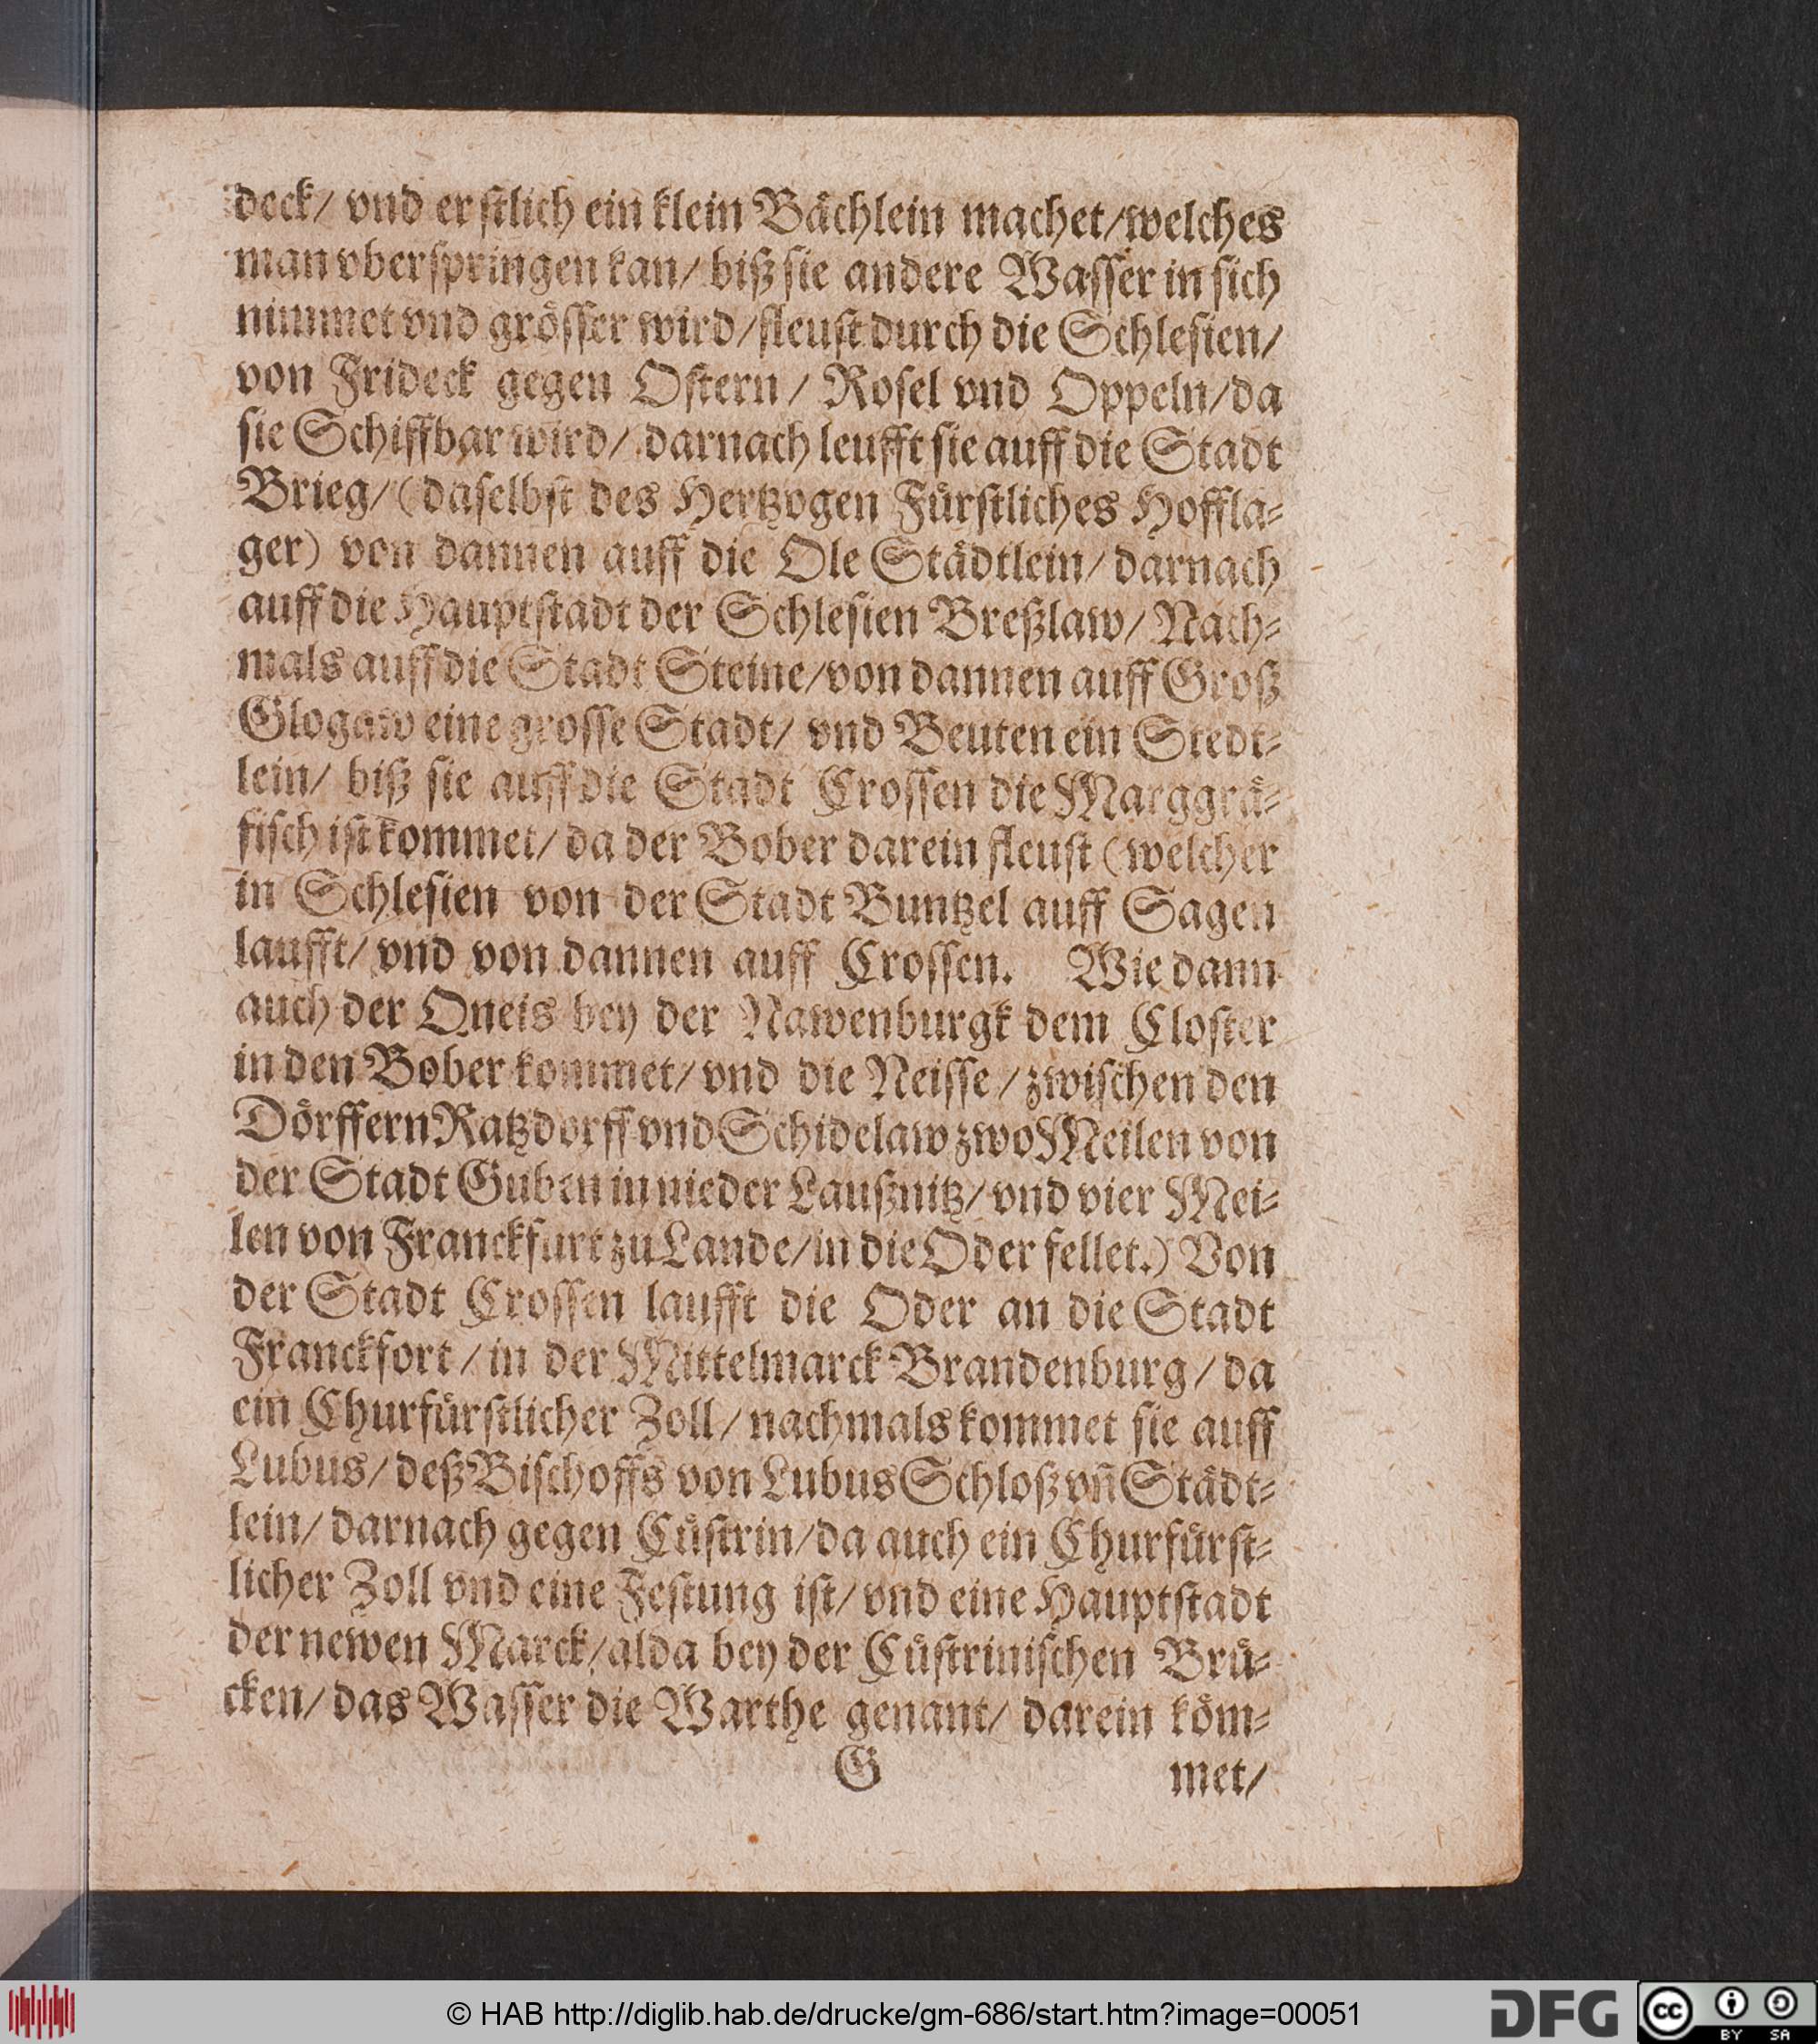 deck/ vnd erſtlich ein klein Bächlein machet/welches
man vberſpringen kan/ biß ſie andere Waſſer in ſich
nimmet vnd gröſſer wird/fleuſt durch die Schleſien/
von Frideck gegen Oſtern/ Roſel vnd Oppeln/da
ſie Schiffbar wird/ darnach leufft ſie auff die Stadt
Brieg/ (daſelbſt des Hertzogen Fürſtliches Hoffla⸗
ger) von dannen auff die Ole Städtlein/ darnach
auff die Hauptſtadt der Schleſien Breßlaw/ Nach⸗
mals auff die Stadt Steine/von dannen auff Groß
Glogaw eine groſſe Stadt/ vnd Beuten ein Stedt⸗
lein/ biß ſie auff die Stadt Croſſen die Marggrä⸗
fiſch iſt kommet/ da der Bober darein fleuſt (welcher
in Schleſien von der Stadt Buntzel auff Sagen
laufft/ vnd von dannen auff Croſſen. Wie dann
auch der Queis bey der Nawenburgk dem Cloſter
in den Bober kommet/ vnd die Neiſſe/zwiſchen den
Dörffern Ratzdorff vnd Schidelaw zwo Meilen von
der Stadt Guben in nieder Laußnitz/ vnd vier Mei⸗
len von Franckfurt zu Lande/in die Oder fellet.) Von
der Stadt Croſſen laufft die Oder an die Stadt
Franckfort/in der Mittelmarck Brandenburg/ da
ein Churfürſtlicher Zoll/ nachmals kommet ſie auff
Lubus/ deß Biſchoffs von Lubus Schloß vñ Städt⸗
lein/ darnach gegen Cüſtrin/da auch ein Churfürſt⸗
licher Zoll vnd eine Feſtung iſt/ vnd eine Hauptſtadt
der newen Marck/alda bey der Cüſtriniſchen Brü⸗
cken/ das Waſſer die Warthe genant/ darein köm⸗
G met/
© HAB http://diglib.hab.de/drucke/gm-686/start.htm?image=00051
DFG
cc BY SA